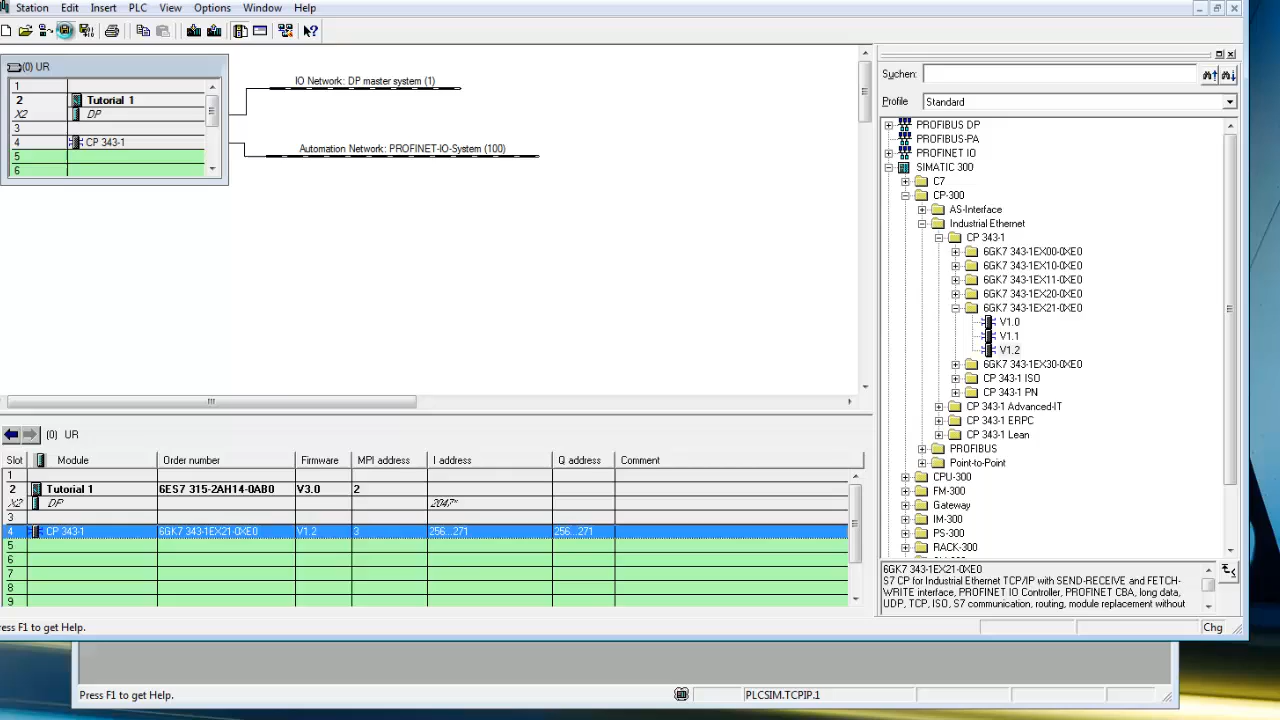 Station Edit Insert PLC View Options Window Help
(0) UR
1
2 Tutorial 1
X2 DP
3
4 CP 343-1
5
6
IO Network: DP master system (1)
Automation Network: PROFINET-IO-System (100)
Suchen:
Profile Standard
PROFIBUS DP
PROFIBUS-PA
PROFINET IO
SIMATIC 300
C7
CP-300
AS-Interface
Industrial Ethernet
CP 343-1
6GK7 343-1EX00-0XE0
6GK7 343-1EX10-0XE0
6GK7 343-1EX11-0XE0
6GK7 343-1EX20-0XE0
6GK7 343-1EX21-0XE0
V1.0
V1.1
V1.2
6GK7 343-1EX30-0XE0
CP 343-1 ISO
CP 343-1 PN
CP 343-1 Advanced-IT
CP 343-1 ERPC
CP 343-1 Lean
PROFIBUS
Point-to-Point
CPU-300
FM-300
Gateway
IM-300
PS-300
RACK-300
(0) UR
Slot Module Order number Firmware MPI address I address Q address Comment
1
2 Tutorial 1 6ES7 315-2AH14-0AB0 V3.0 2
X2 DP 2047*
3
4 CP 343-1 6GK7 343-1EX21-0XE0 V1.2 3 256...271 256...271
5
6
7
8
9
6GK7 343-1EX21-0XE0
S7 CP for Industrial Ethernet TCP/IP with SEND-RECEIVE and FETCH-
WRITE interface, PROFINET IO Controller, PROFINET CBA, long data,
UDP, TCP, ISO, S7 communication, routing, module replacement without
ess F1 to get Help.
Chg
Press F1 to get Help.
PLCSIM.TCPIP.1